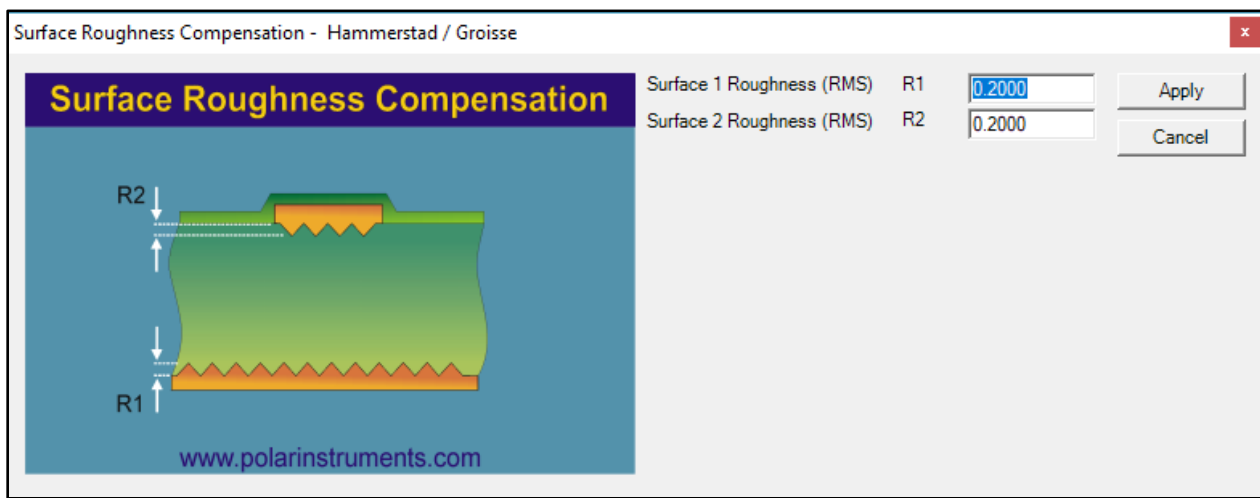 Surface Roughness Compensation - Hammerstad / Groisse
x
Surface Roughness Compensation
R2
R1
www.polarinstruments.com
Surface 1 Roughness (RMS) R1 0.2000
Surface 2 Roughness (RMS) R2 0.2000
Apply
Cancel